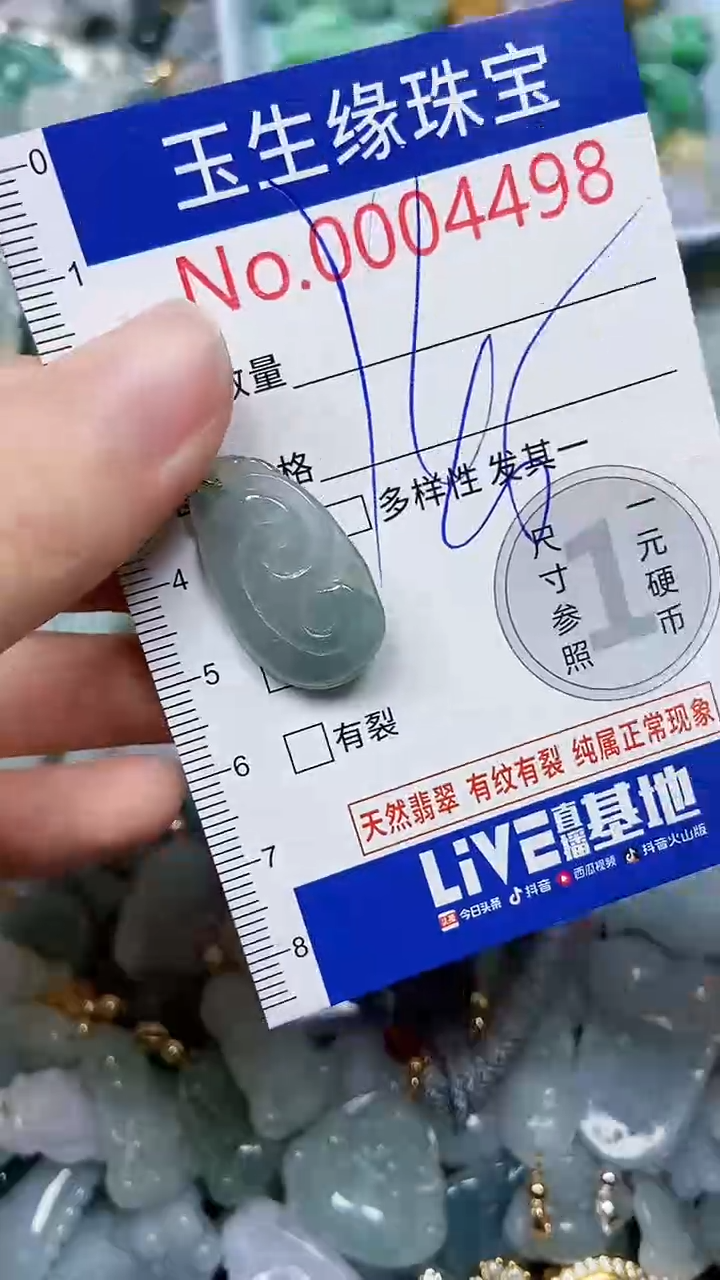 玉生缘珠宝
No.0004498
0
1
量
格
多样性 发其一
一元硬币
尺寸参照
1
4
5
有裂
6
天然翡翠 有纹有裂 纯属正常现象
7
LiVE直播基地
8
头条 今日头条 抖音 西瓜视频 抖音火山版